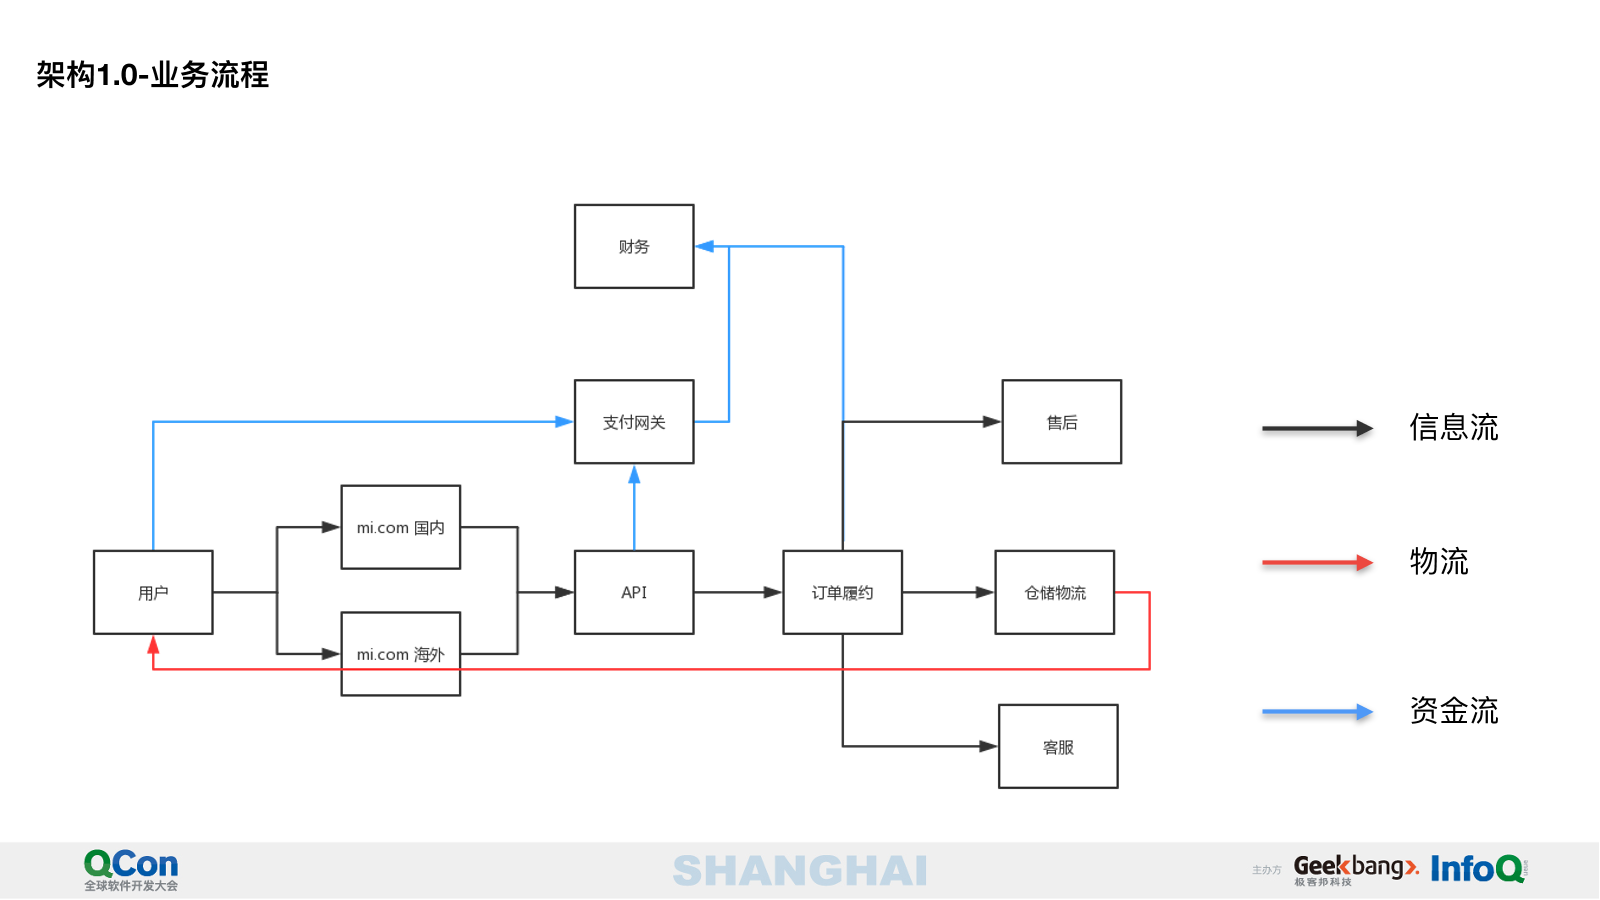 架构1.0-业务流程
财务
支付网关
售后
信息流
mi.com 国内
用户
API
订单履约
仓储物流
物流
mi.com 海外
资金流
客服
QCon
全球软件开发大会
SHANGHAI
主办方
Geekbang>.
极客邦科技
InfoQ